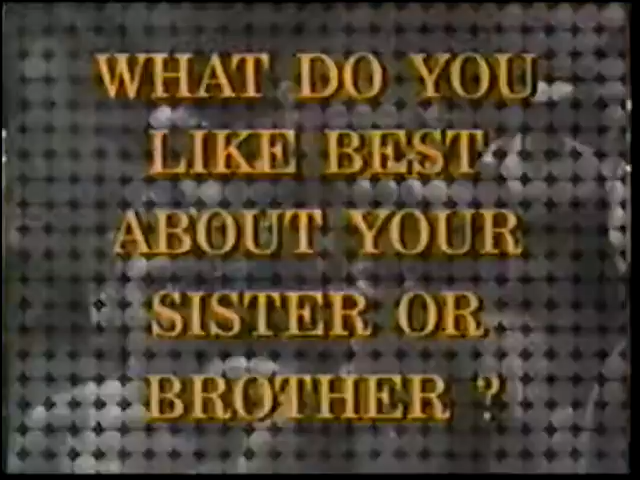 WHAT DO YOU
LIKE BEST
ABOUT YOUR
SISTER OR
BROTHER ?